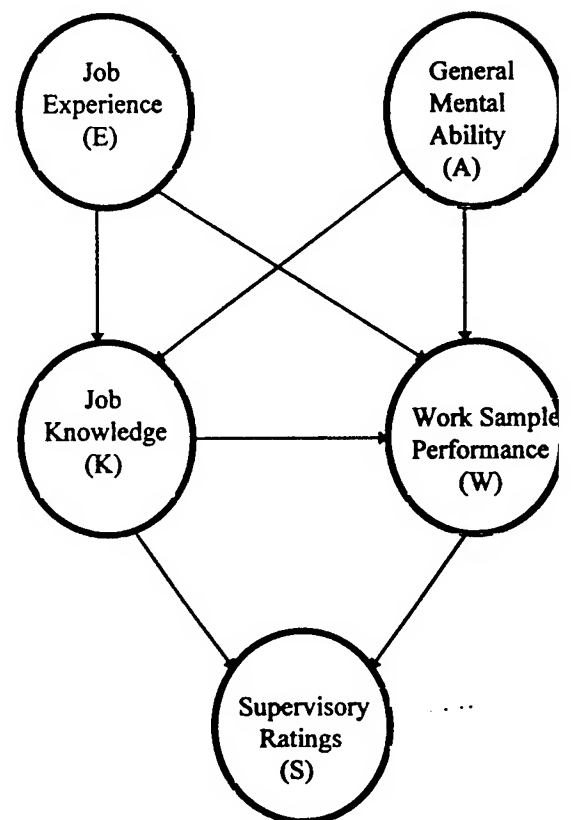 Job
Experience
(E)
General
Mental
Ability
(A)
Job
Knowledge
(K)
Work Sample
Performance
(W)
Supervisory
Ratings
(S)